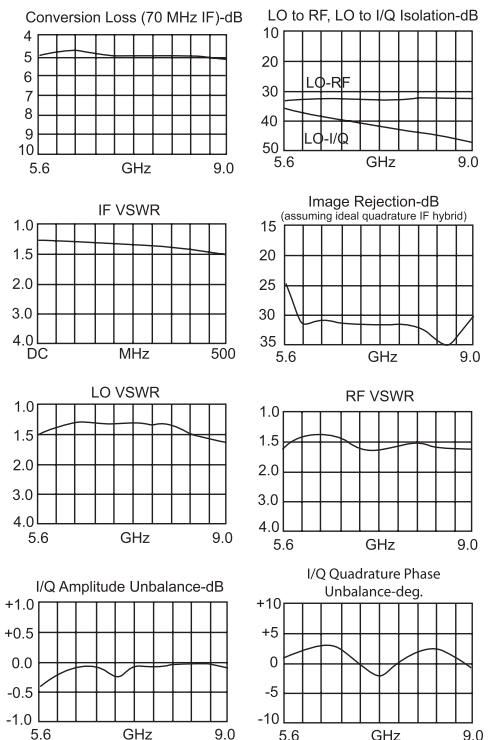 Conversion Loss (70 MHz IF)-dB
4
5
6
7
8
9
10
5.6 GHz 9.0
LO to RF, LO to I/Q Isolation-dB
10
20
30
40
50
LO-RF
LO-I/Q
5.6 GHz 9.0
IF VSWR
1.0
1.5
2.0
3.0
4.0
DC MHz 500
Image Rejection-dB
(assuming ideal quadrature IF hybrid)
15
20
25
30
35
5.6 GHz 9.0
LO VSWR
1.0
1.5
2.0
3.0
4.0
5.6 GHz 9.0
RF VSWR
1.0
1.5
2.0
3.0
4.0
5.6 GHz 9.0
I/Q Amplitude Unbalance-dB
+1.0
+0.5
0.0
-0.5
-1.0
5.6 GHz 9.0
I/Q Quadrature Phase
Unbalance-deg.
+10
+5
0
-5
-10
5.6 GHz 9.0